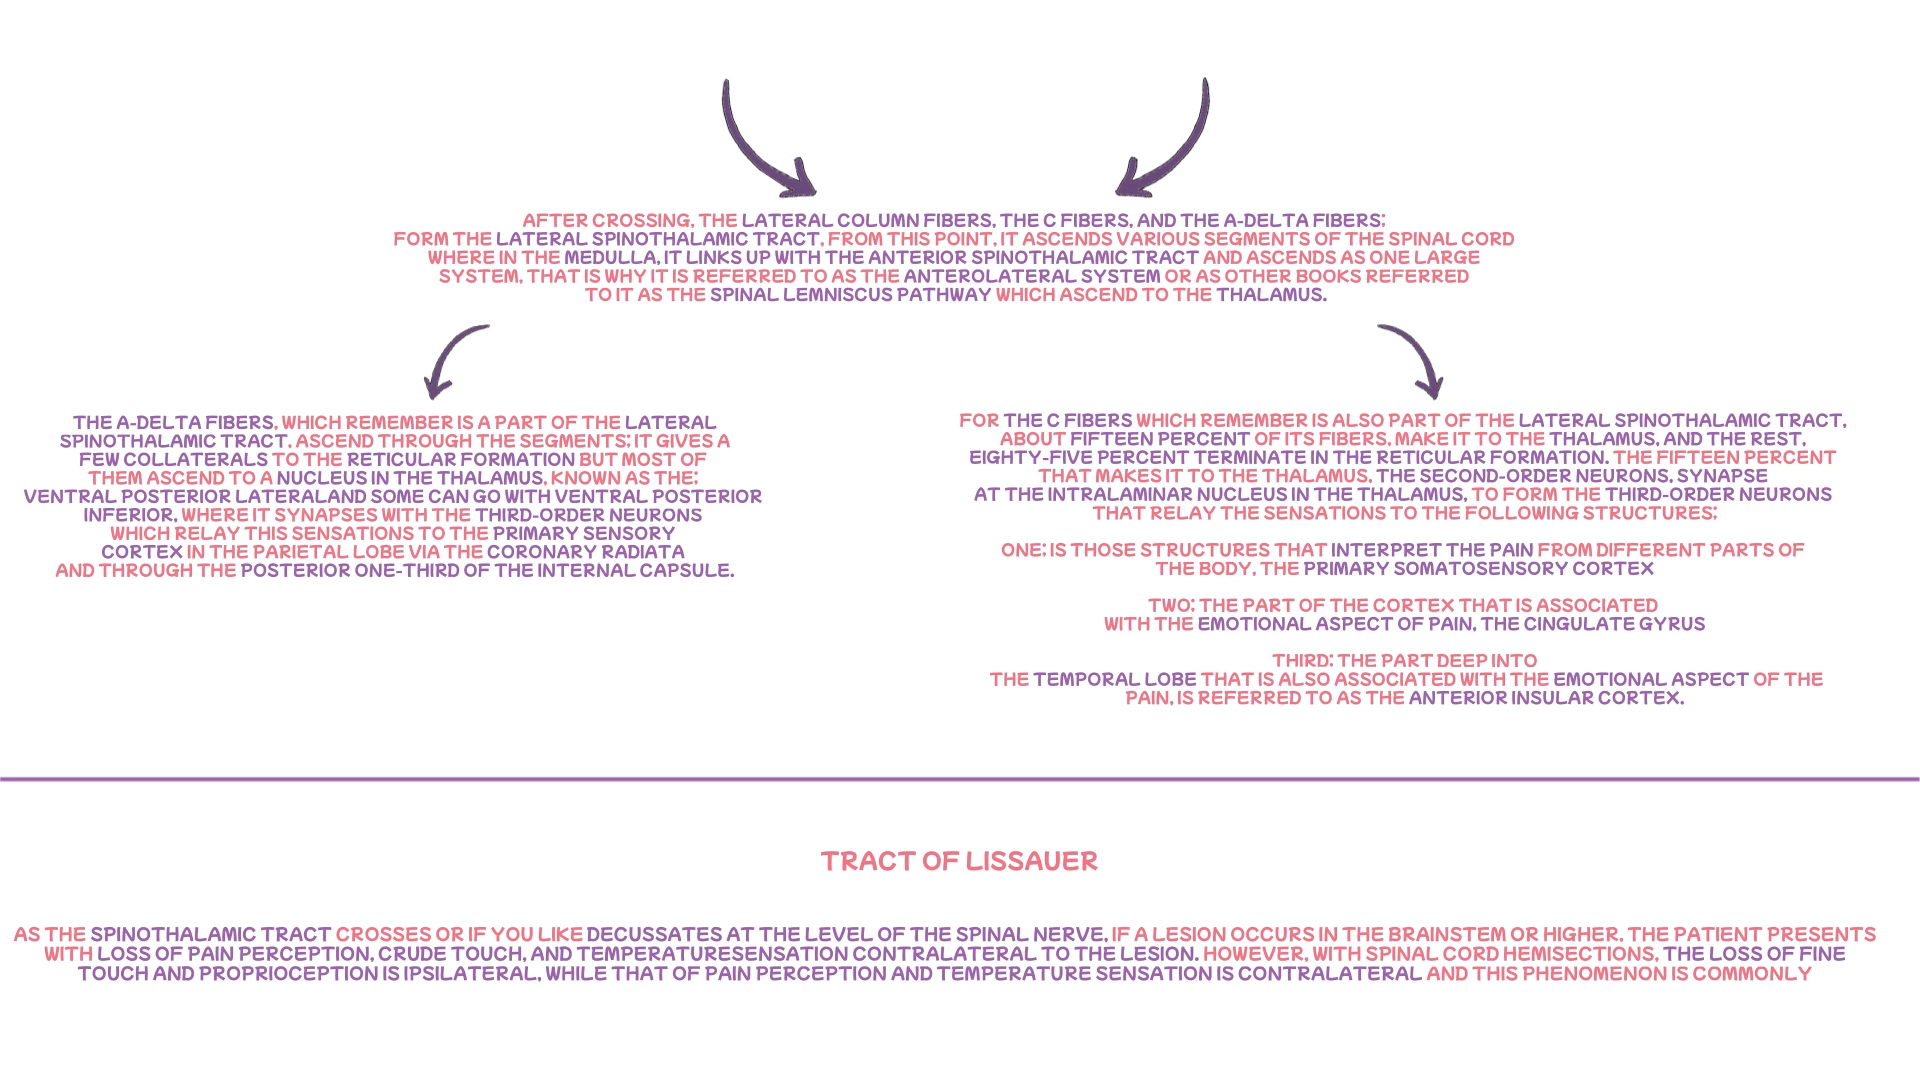 AFTER CROSSING, THE LATERAL COLUMN FIBERS, THE C FIBERS, AND THE A-DELTA FIBERS;
FORM THE LATERAL SPINOTHALAMIC TRACT, FROM THIS POINT, IT ASCENDS VARIOUS SEGMENTS OF THE SPINAL CORD
WHERE IN THE MEDULLA, IT LINKS UP WITH THE ANTERIOR SPINOTHALAMIC TRACT AND ASCENDS AS ONE LARGE
SYSTEM, THAT IS WHY IT IS REFERRED TO AS THE ANTEROLATERAL SYSTEM OR AS OTHER BOOKS REFERRED
TO IT AS THE SPINAL LEMNISCUS PATHWAY WHICH ASCEND TO THE THALAMUS.
THE A-DELTA FIBERS, WHICH REMEMBER IS A PART OF THE LATERAL
SPINOTHALAMIC TRACT, ASCEND THROUGH THE SEGMENTS; IT GIVES A
FEW COLLATERALS TO THE RETICULAR FORMATION BUT MOST OF
THEM ASCEND TO A NUCLEUS IN THE THALAMUS, KNOWN AS THE;
VENTRAL POSTERIOR LATERALAND SOME CAN GO WITH VENTRAL POSTERIOR
INFERIOR, WHERE IT SYNAPSES WITH THE THIRD-ORDER NEURONS
WHICH RELAY THIS SENSATIONS TO THE PRIMARY SENSORY
CORTEX IN THE PARIETAL LOBE VIA THE CORONARY RADIATA
AND THROUGH THE POSTERIOR ONE-THIRD OF THE INTERNAL CAPSULE.
FOR THE C FIBERS WHICH REMEMBER IS ALSO PART OF THE LATERAL SPINOTHALAMIC TRACT,
ABOUT FIFTEEN PERCENT OF ITS FIBERS, MAKE IT TO THE THALAMUS, AND THE REST,
EIGHTY-FIVE PERCENT TERMINATE IN THE RETICULAR FORMATION. THE FIFTEEN PERCENT
THAT MAKES IT TO THE THALAMUS, THE SECOND-ORDER NEURONS, SYNAPSE
AT THE INTRALAMINAR NUCLEUS IN THE THALAMUS, TO FORM THE THIRD-ORDER NEURONS
THAT RELAY THE SENSATIONS TO THE FOLLOWING STRUCTURES;
ONE; IS THOSE STRUCTURES THAT INTERPRET THE PAIN FROM DIFFERENT PARTS OF
THE BODY, THE PRIMARY SOMATOSENSORY CORTEX
TWO; THE PART OF THE CORTEX THAT IS ASSOCIATED
WITH THE EMOTIONAL ASPECT OF PAIN, THE CINGULATE GYRUS
THIRD; THE PART DEEP INTO
THE TEMPORAL LOBE THAT IS ALSO ASSOCIATED WITH THE EMOTIONAL ASPECT OF THE
PAIN, IS REFERRED TO AS THE ANTERIOR INSULAR CORTEX.
TRACT OF LISSAUER
AS THE SPINOTHALAMIC TRACT CROSSES OR IF YOU LIKE DECUSSATES AT THE LEVEL OF THE SPINAL NERVE, IF A LESION OCCURS IN THE BRAINSTEM OR HIGHER, THE PATIENT PRESENTS
WITH LOSS OF PAIN PERCEPTION, CRUDE TOUCH, AND TEMPERATURESENSATION CONTRALATERAL TO THE LESION. HOWEVER, WITH SPINAL CORD HEMISECTIONS, THE LOSS OF FINE
TOUCH AND PROPRIOCEPTION IS IPSILATERAL, WHILE THAT OF PAIN PERCEPTION AND TEMPERATURE SENSATION IS CONTRALATERAL AND THIS PHENOMENON IS COMMONLY